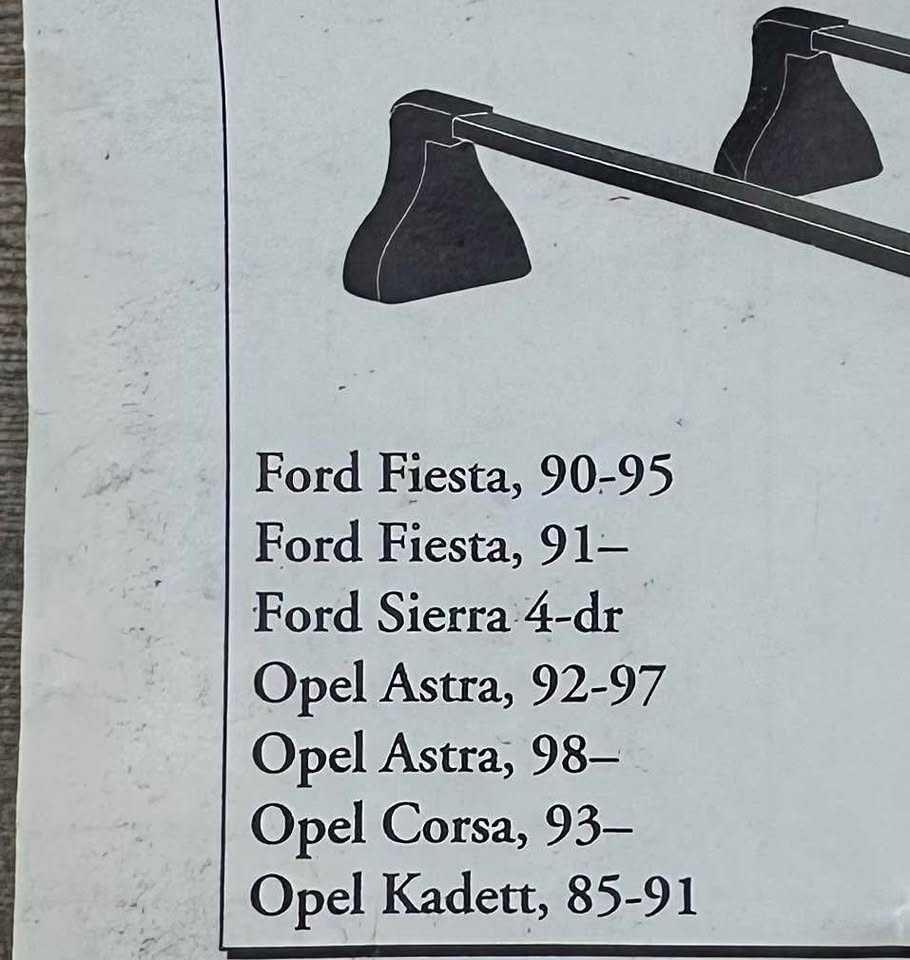 Ford Fiesta, 90-95
Ford Fiesta, 91–
Ford Sierra 4-dr
Opel Astra, 92-97
Opel Astra, 98–
Opel Corsa, 93–
Opel Kadett, 85-91